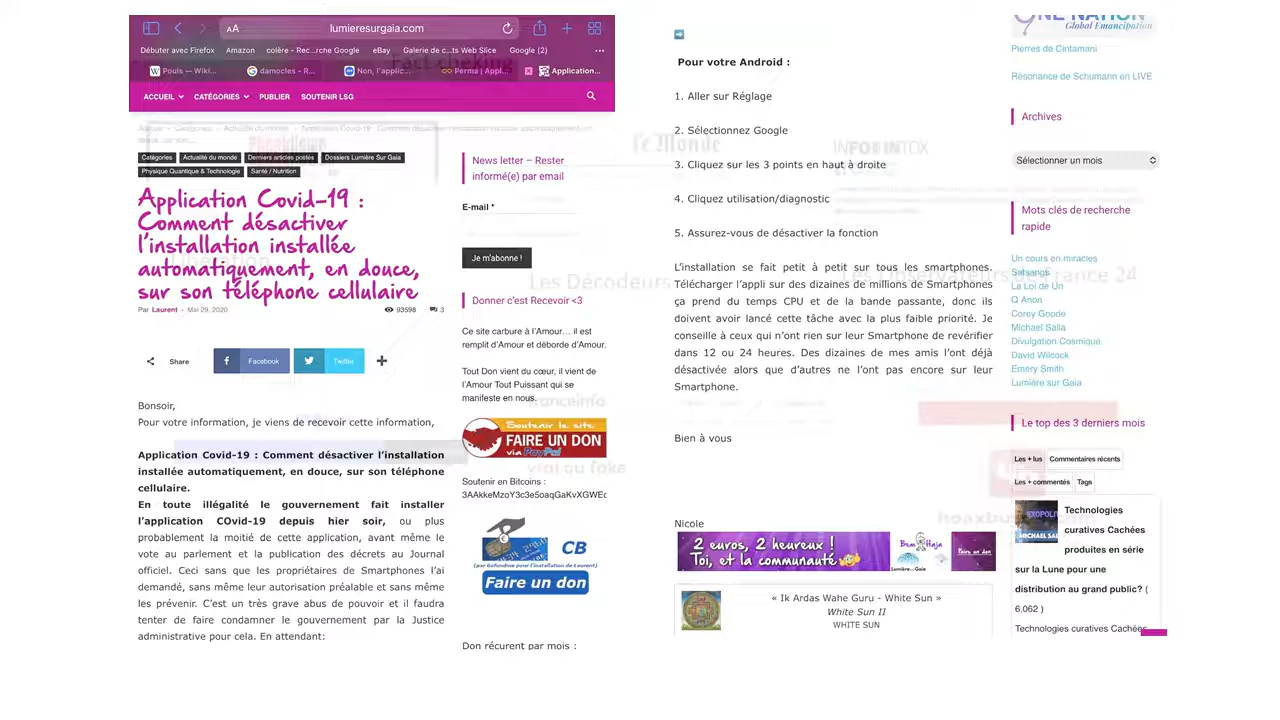 lumieresurgaia.com
Débuter avec Firefox Amazon colère - Rec...rche Google eBay Galerie de c...ts Web Slice Google (2)
Pouls — Wiki... damocles - R... Non, l'applic... Perma | Appl... Application...
Fact-cheking
ACCUEIL CATÉGORIES PUBLIER SOUTENIR LSG
Catégories Actualité du monde Derniers articles postés Dossiers Lumière Sur Gaia
Physique Quantique & Technologie Santé / Nutrition
Application Covid-19 :
Comment désactiver
l'installation installée
automatiquement, en douce,
sur son téléphone cellulaire
Par Laurent - Mai 29, 2020 93598 3
Share Facebook Twitter
Bonsoir,
Pour votre information, je viens de recevoir cette information,
Application Covid-19 : Comment désactiver l'installation
installée automatiquement, en douce, sur son téléphone
cellulaire.
En toute illégalité le gouvernement fait installer
l'application COvid-19 depuis hier soir, ou plus
probablement la moitié de cette application, avant même le
vote au parlement et la publication des décrets au Journal
officiel. Ceci sans que les propriétaires de Smartphones l'ai
demandé, sans même leur autorisation préalable et sans même
les prévenir. C'est un très grave abus de pouvoir et il faudra
tenter de faire condamner le gouvernement par la Justice
administrative pour cela. En attendant:
News letter – Rester
informé(e) par email
E-mail *
Je m'abonne !
Donner c'est Recevoir <3
Ce site carbure à l'Amour… il est
remplit d'Amour et déborde d'Amour.
Tout Don vient du cœur, il vient de
l'Amour Tout Puissant qui se
manifeste en nous.
Soutenir le site
FAIRE UN DON
via PayPal
Soutenir en Bitcoins :
CB
(par Gofundme pour l'installation de Laurent)
Faire un don
Don récurent par mois :
Pour votre Android :
1. Aller sur Réglage
2. Sélectionnez Google
3. Cliquez sur les 3 points en haut à droite
4. Cliquez utilisation/diagnostic
5. Assurez-vous de désactiver la fonction
L'installation se fait petit à petit sur tous les smartphones.
Télécharger l'appli sur des dizaines de millions de Smartphones
ça prend du temps CPU et de la bande passante, donc ils
doivent avoir lancé cette tâche avec la plus faible priorité. Je
conseille à ceux qui n'ont rien sur leur Smartphone de revérifier
dans 12 ou 24 heures. Des dizaines de mes amis l'ont déjà
désactivée alors que d'autres ne l'ont pas encore sur leur
Smartphone.
Bien à vous
Nicole
2 euros, 2 heureux !
Toi, et la communauté
Faire un don
« Ik Ardas Wahe Guru - White Sun »
White Sun II
WHITE SUN
ONE NATION
Global Emancipation
Pierres de Cintamani
Résonance de Schumann en LIVE
Archives
Sélectionner un mois
Mots clés de recherche
rapide
Un cours en miracles
Satsangs
La Loi de Un
Q Anon
Corey Goode
Michael Salla
Divulgation Cosmique
David Wilcock
Emery Smith
Lumière sur Gaia
Le top des 3 derniers mois
Les + lus Commentaires récents
Les + commentés Tags
Technologies
curatives Cachées
produites en série
sur la Lune pour une
distribution au grand public? (
6,062 )
Technologies curatives Cachées
Le Monde
INFO INTOX
Libération
Les Décodeurs
Les Observateurs de France 24
franceinfo
vrai ou fake